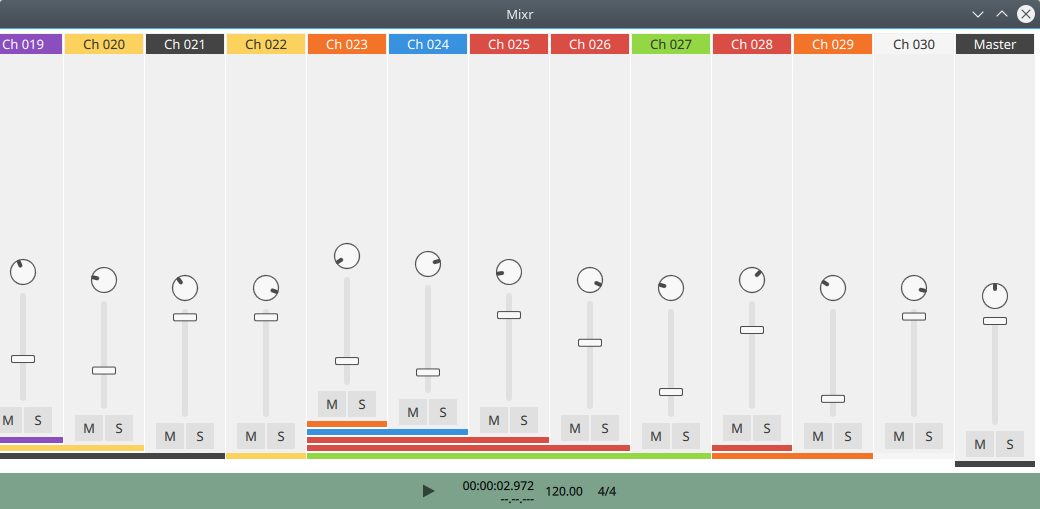 Mixr
Ch 019 Ch 020 Ch 021 Ch 022 Ch 023 Ch 024 Ch 025 Ch 026 Ch 027 Ch 028 Ch 029 Ch 030 Master
M S M S M S M S M S M S M S M S M S M S M S M S M S
00:00:02.972 120.00 4/4
--.--.---